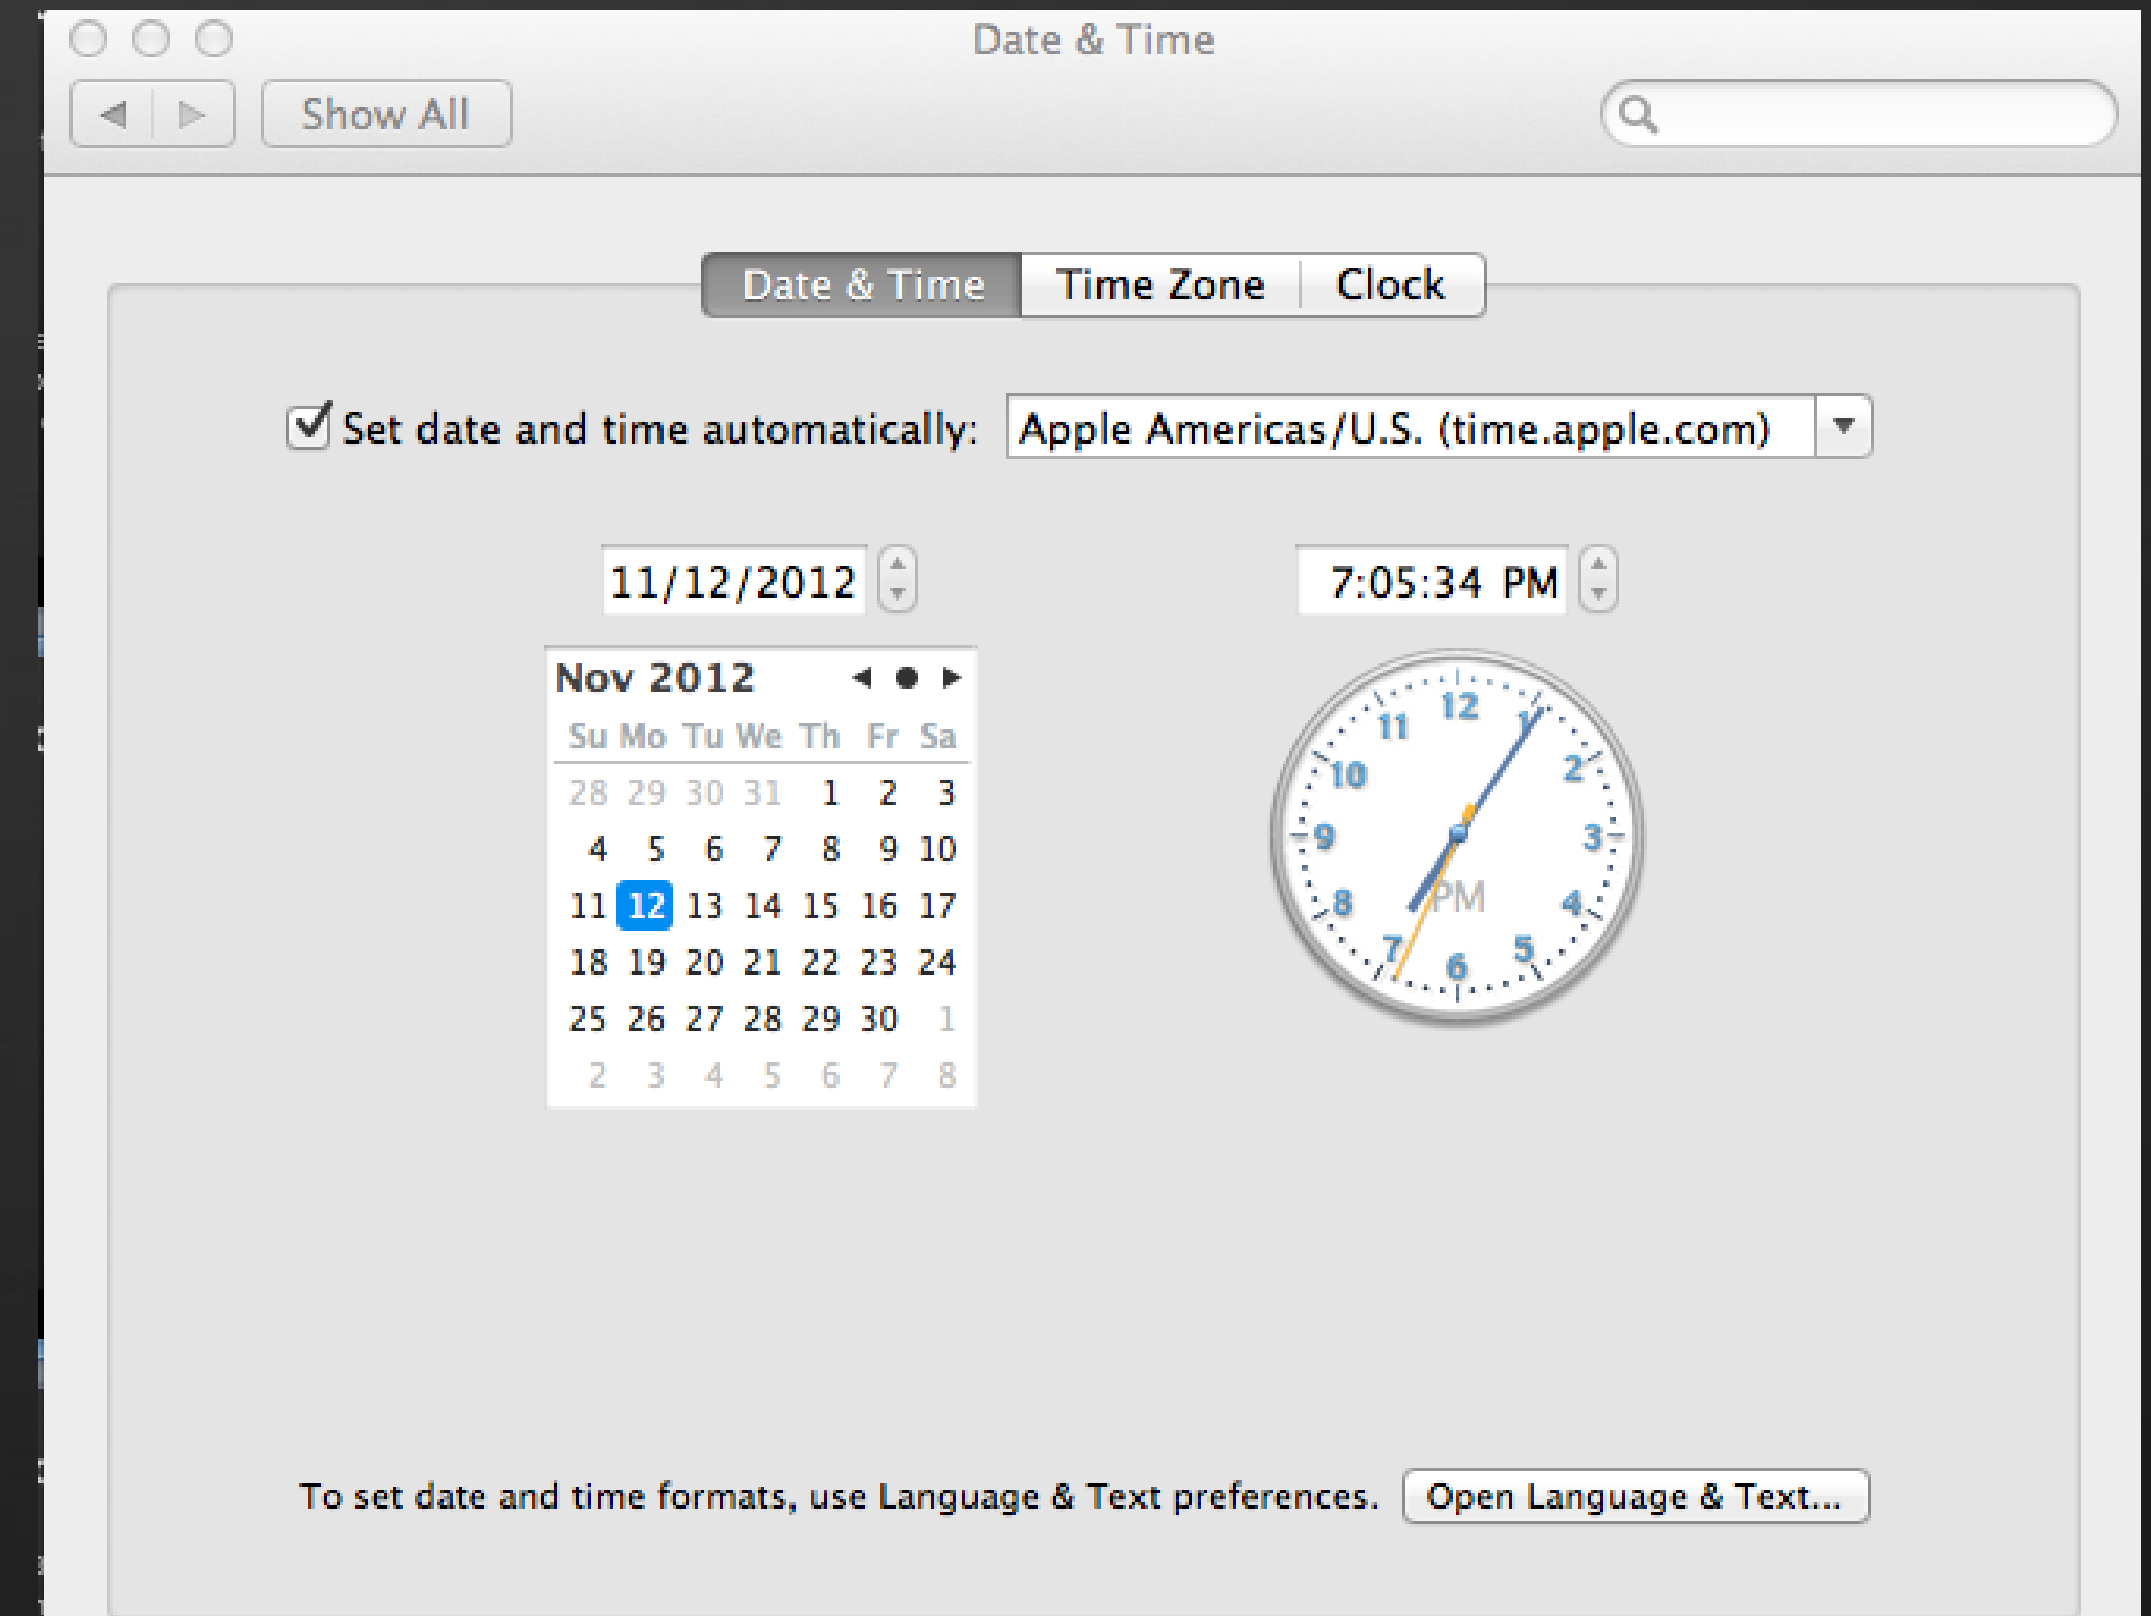 Date & Time
Show All
Date & Time Time Zone Clock
Set date and time automatically: Apple Americas/U.S. (time.apple.com)
11/12/2012 7:05:34 PM
Nov 2012
Su Mo Tu We Th Fr Sa
28 29 30 31 1 2 3
4 5 6 7 8 9 10
11 12 13 14 15 16 17
18 19 20 21 22 23 24
25 26 27 28 29 30 1
2 3 4 5 6 7 8
12
11 1
10 2
9 3
PM
8 4
7 5
6
To set date and time formats, use Language & Text preferences. Open Language & Text...